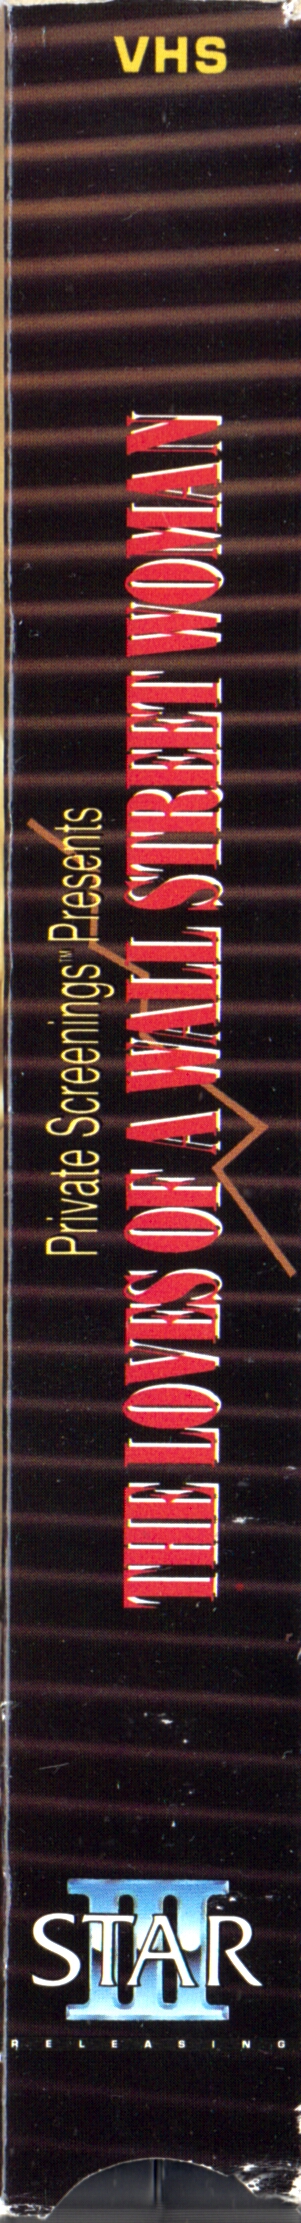 VHS
Private Screenings™ Presents
THE LOVES OF A WALL STREET WOMAN
III
STAR
RELEASING